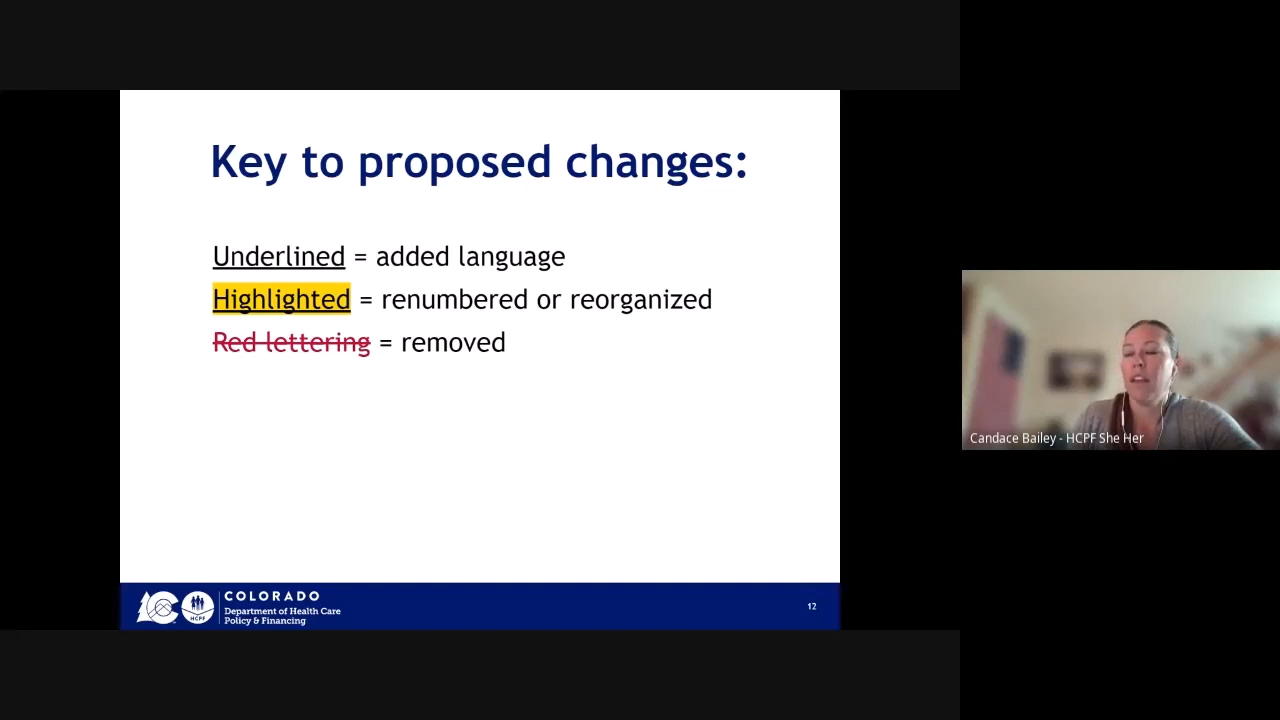 Key to proposed changes:
Underlined = added language
Highlighted = renumbered or reorganized
Red lettering = removed
COLORADO
Department of Health Care
Policy & Financing
HCPF
12
Candace Bailey - HCPF She Her